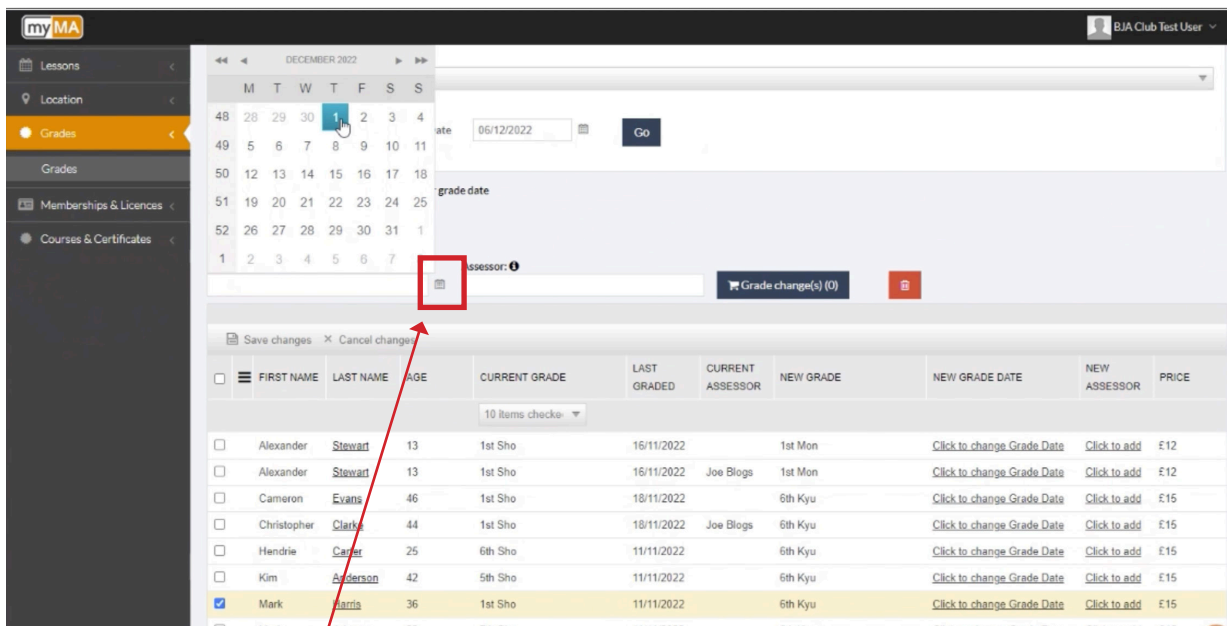 my MA
BJA Club Test User
Lessons
Location
Grades
Grades
Memberships & Licences
Courses & Certificates
DECEMBER 2022
M T W T F S S
48 28 29 30 1 2 3 4
49 5 6 7 8 9 10 11
50 12 13 14 15 16 17 18
51 19 20 21 22 23 24 25
52 26 27 28 29 30 31 1
1 2 3 4 5 6 7
ate 06/12/2022 Go
grade date
Assessor:
Grade change(s) (0)
Save changes × Cancel changes
FIRST NAME LAST NAME AGE CURRENT GRADE LAST GRADED CURRENT ASSESSOR NEW GRADE NEW GRADE DATE NEW ASSESSOR PRICE
10 items checke
Alexander Stewart 13 1st Sho 16/11/2022 1st Mon Click to change Grade Date Click to add £12
Alexander Stewart 13 1st Sho 16/11/2022 Joe Blogs 1st Mon Click to change Grade Date Click to add £12
Cameron Evans 46 1st Sho 18/11/2022 6th Kyu Click to change Grade Date Click to add £15
Christopher Clarke 44 1st Sho 18/11/2022 Joe Blogs 6th Kyu Click to change Grade Date Click to add £15
Hendrie Carter 25 6th Sho 11/11/2022 6th Kyu Click to change Grade Date Click to add £15
Kim Anderson 42 5th Sho 11/11/2022 6th Kyu Click to change Grade Date Click to add £15
Mark Harris 36 1st Sho 11/11/2022 6th Kyu Click to change Grade Date Click to add £15